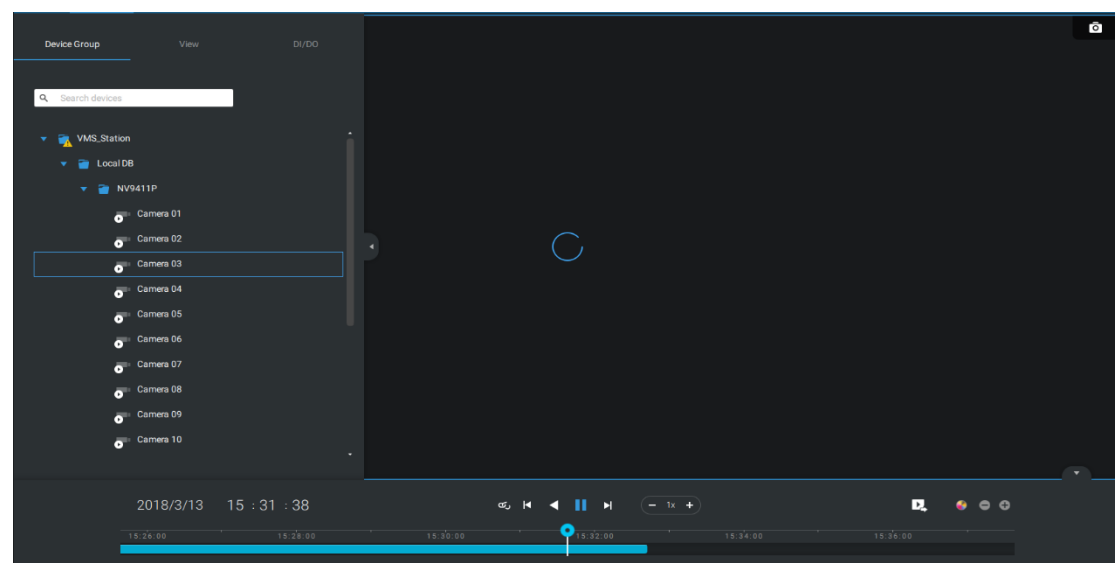 Device Group View DI/DO
Search devices
VMS_Station
Local DB
NV9411P
Camera 01
Camera 02
Camera 03
Camera 04
Camera 05
Camera 06
Camera 07
Camera 08
Camera 09
Camera 10
2018/3/13 15 : 31 : 38 1x
15:26:00 15:28:00 15:30:00 15:32:00 15:34:00 15:36:00